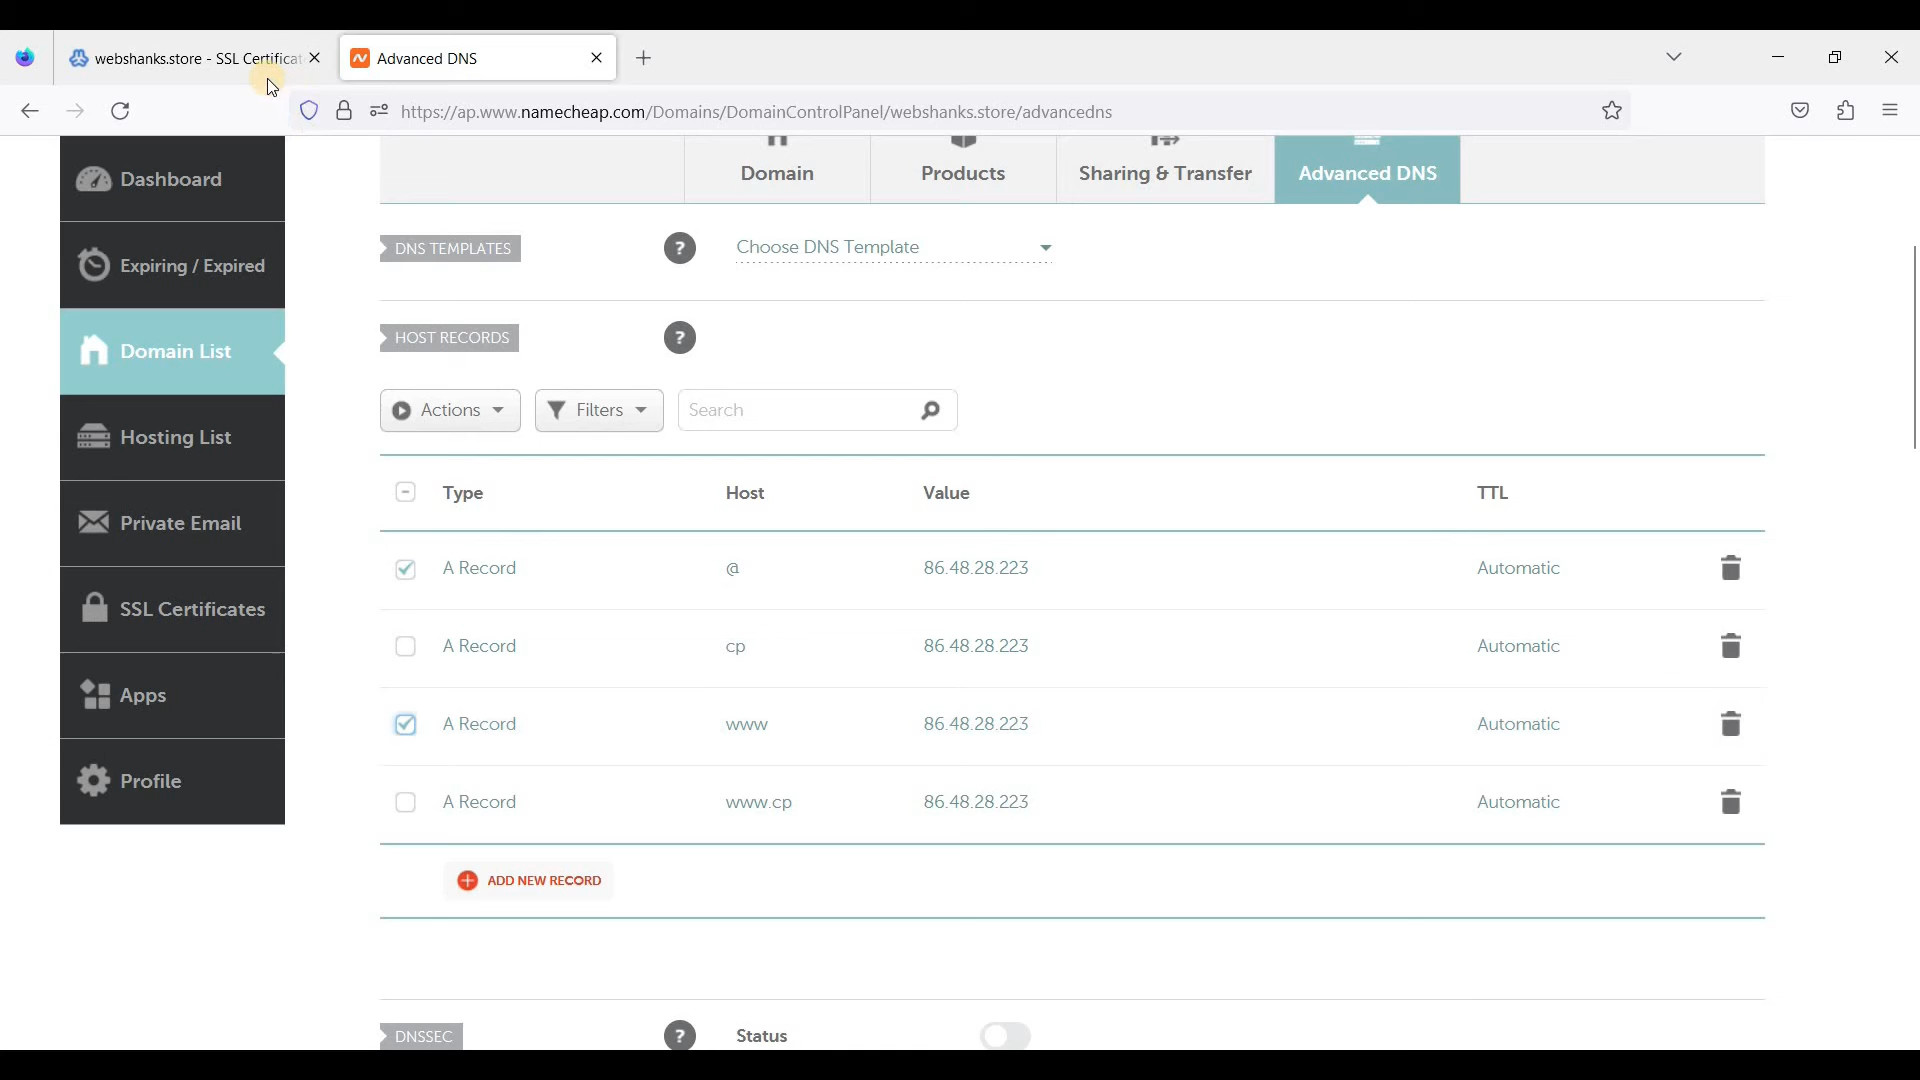 webshanks.store - SSL Certificat
Advanced DNS
https://ap.www.namecheap.com/Domains/DomainControlPanel/webshanks.store/advancedns
Dashboard
Expiring / Expired
Domain List
Hosting List
Private Email
SSL Certificates
Apps
Profile
Domain
Products
Sharing & Transfer
Advanced DNS
DNS TEMPLATES
?
Choose DNS Template
HOST RECORDS
?
Actions
Filters
Search
Type Host Value TTL
A Record @ 86.48.28.223 Automatic
A Record cp 86.48.28.223 Automatic
A Record www 86.48.28.223 Automatic
A Record www.cp 86.48.28.223 Automatic
ADD NEW RECORD
DNSSEC
?
Status